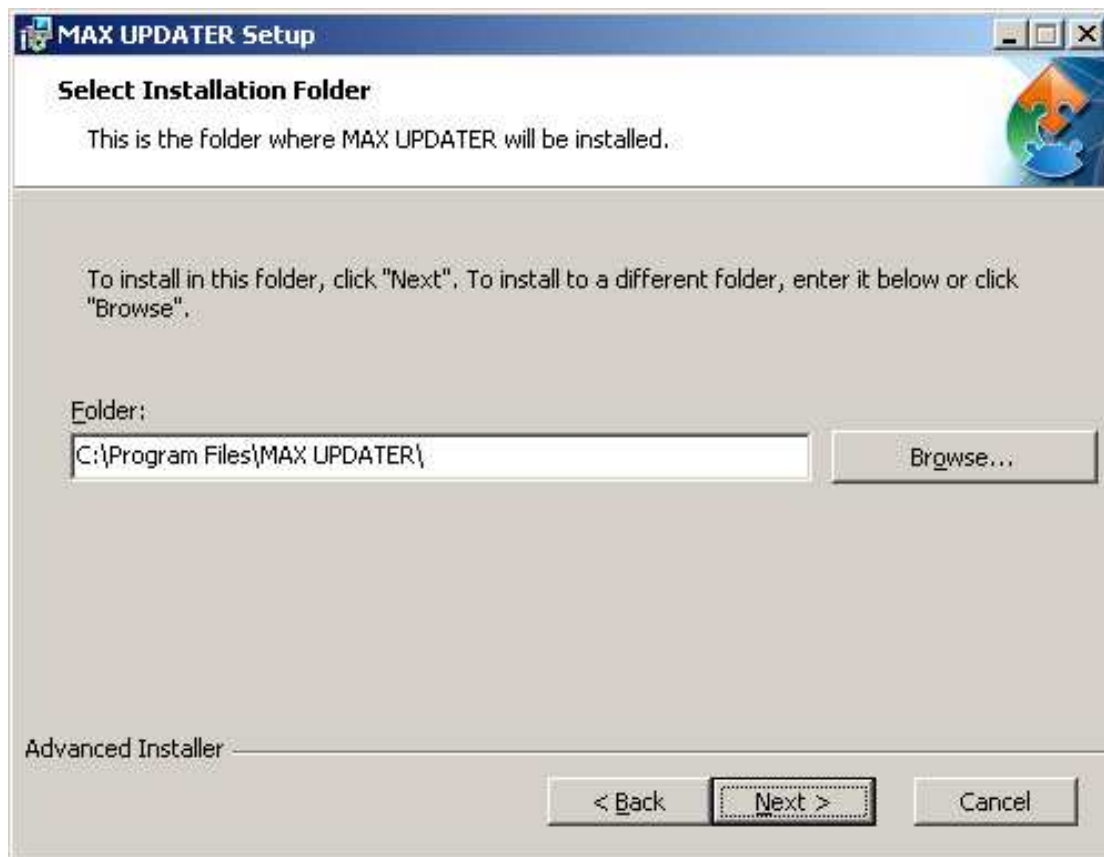 MAX UPDATER Setup
Select Installation Folder
This is the folder where MAX UPDATER will be installed.
To install in this folder, click "Next". To install to a different folder, enter it below or click
"Browse".
Folder:
C:\Program Files\MAX UPDATER\
Browse...
Advanced Installer
< Back
Next >
Cancel